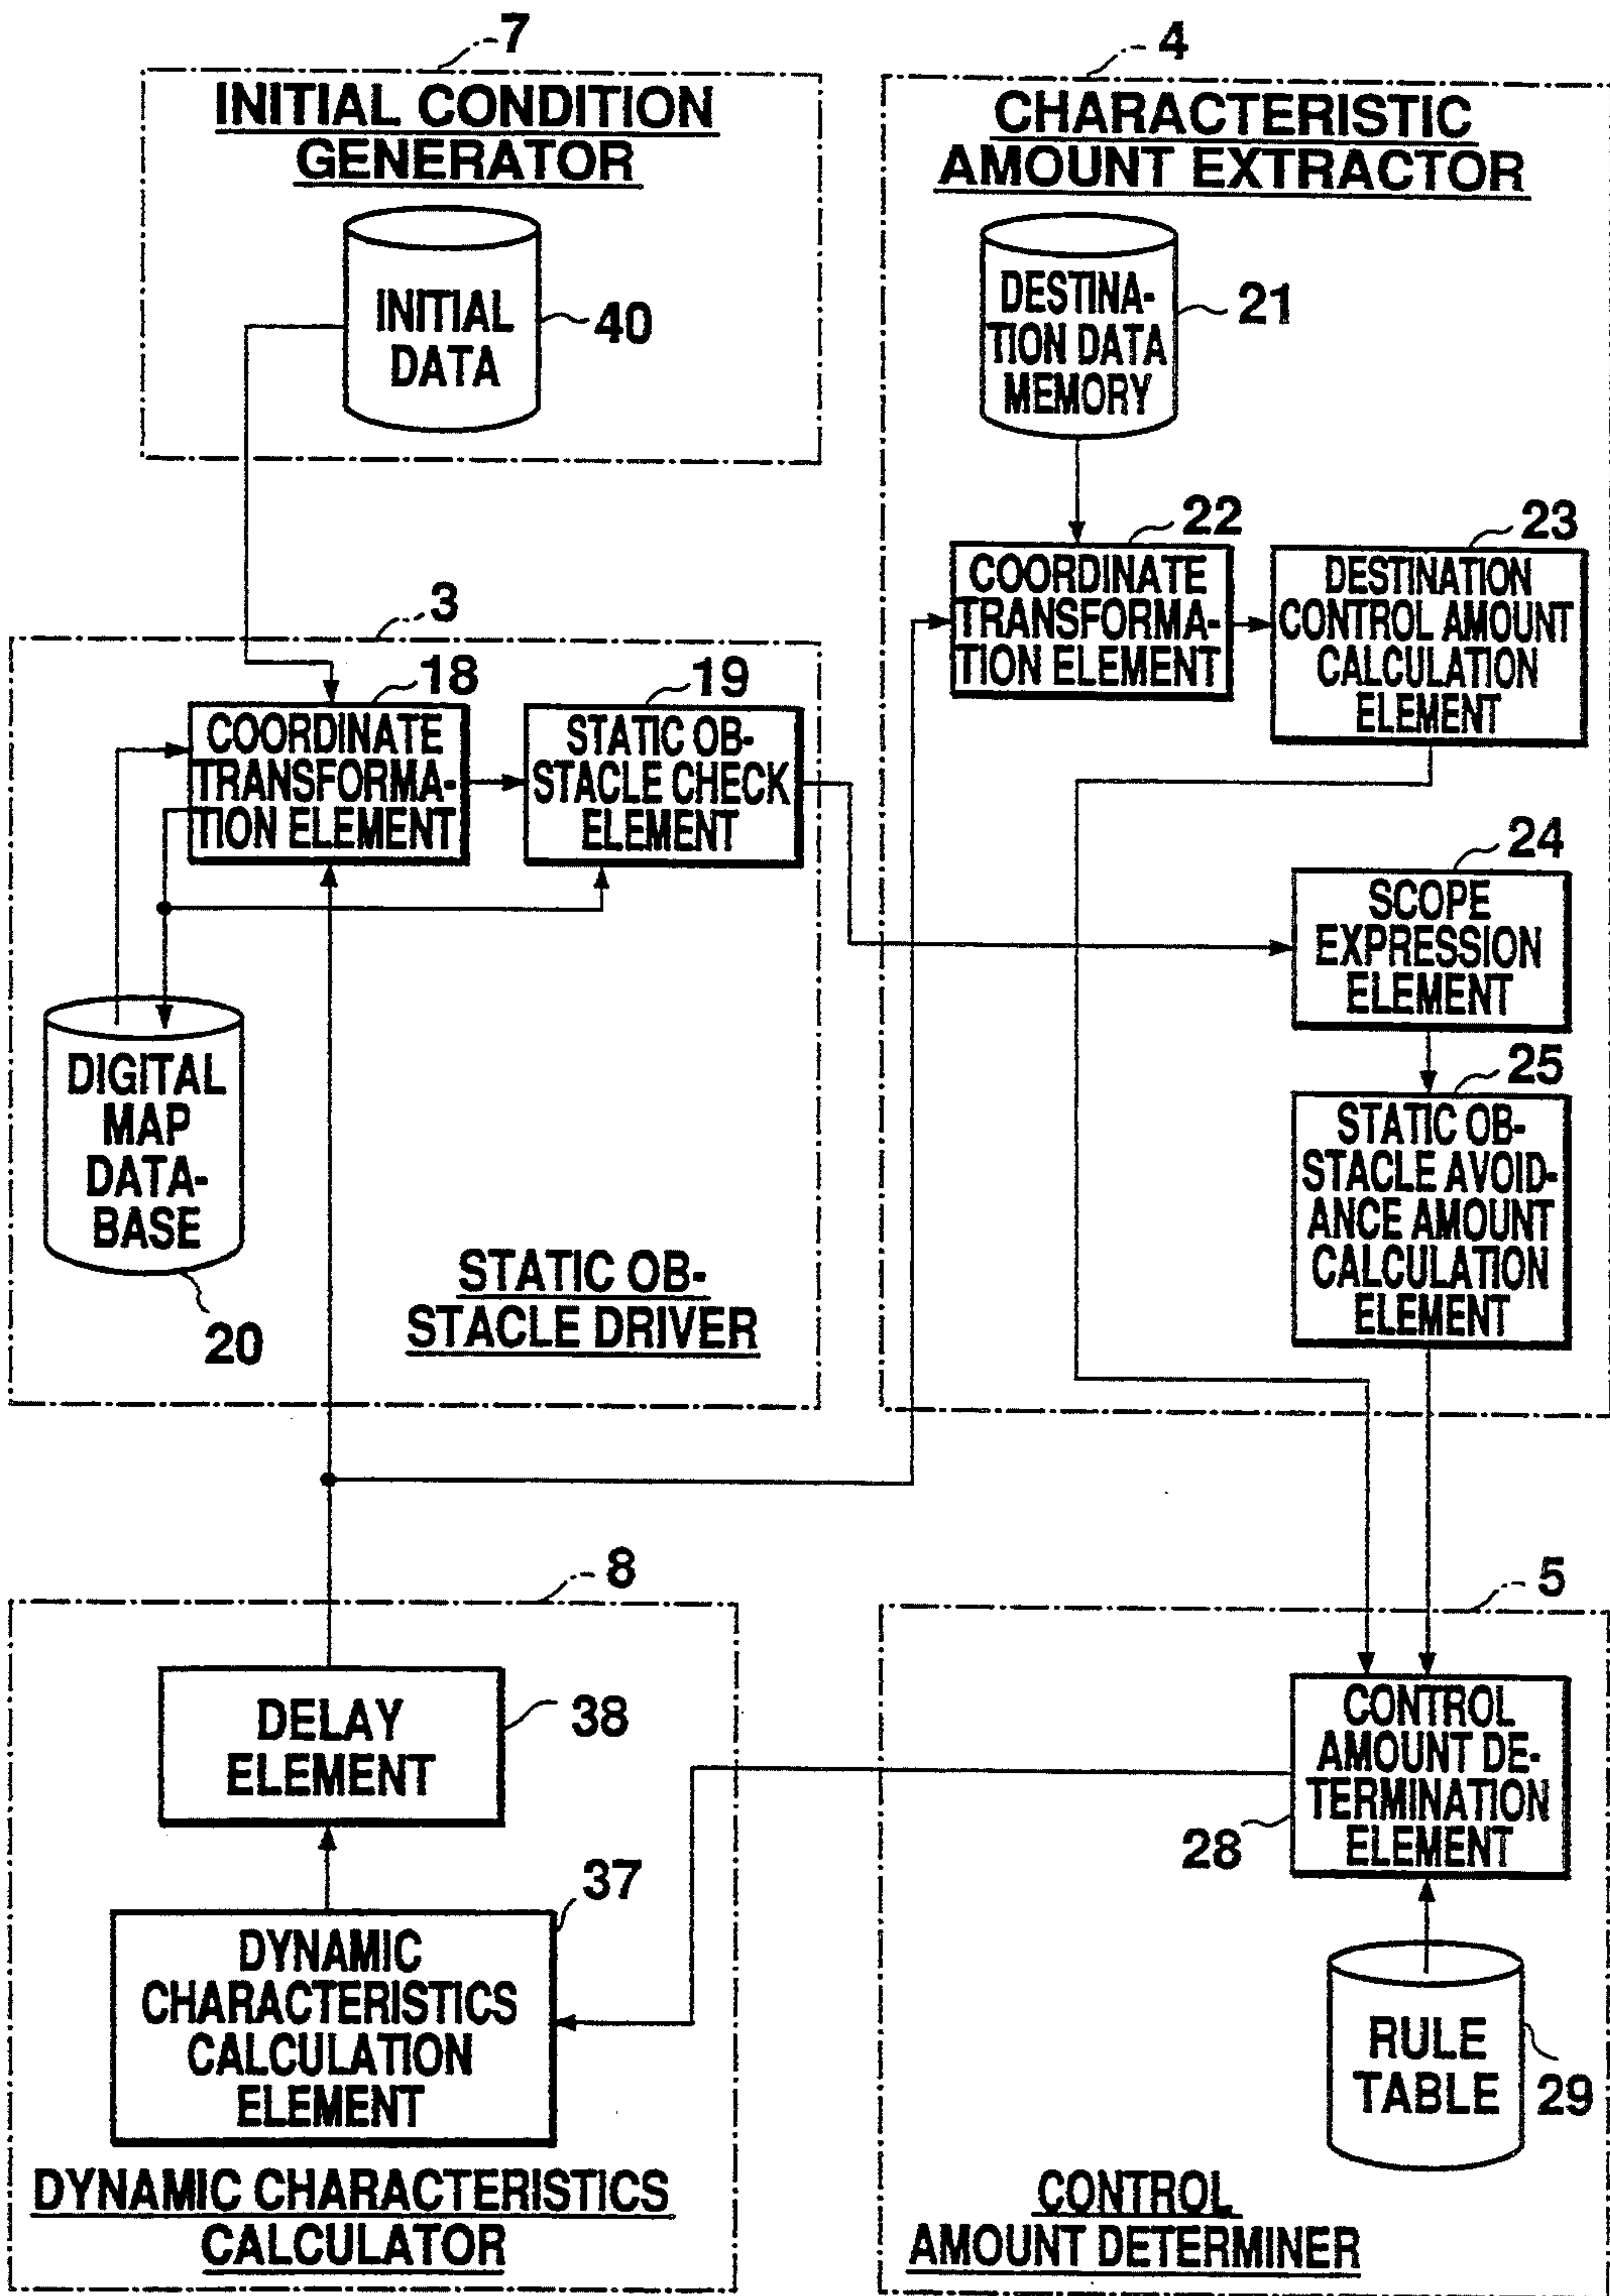 7
INITIAL CONDITION
GENERATOR
INITIAL
DATA
40
4
CHARACTERISTIC
AMOUNT EXTRACTOR
DESTINA-
TION DATA
MEMORY
21
22
COORDINATE
TRANSFORMA-
TION ELEMENT
23
DESTINATION
CONTROL AMOUNT
CALCULATION
ELEMENT
3
18
COORDINATE
TRANSFORMA-
TION ELEMENT
19
STATIC OB-
STACLE CHECK
ELEMENT
24
SCOPE
EXPRESSION
ELEMENT
DIGITAL
MAP
DATA-
BASE
20
STATIC OB-
STACLE DRIVER
25
STATIC OB-
STACLE AVOID-
ANCE AMOUNT
CALCULATION
ELEMENT
8
DELAY
ELEMENT
38
37
DYNAMIC
CHARACTERISTICS
CALCULATION
ELEMENT
DYNAMIC CHARACTERISTICS
CALCULATOR
5
CONTROL
AMOUNT DE-
TERMINATION
ELEMENT
28
RULE
TABLE
29
CONTROL
AMOUNT DETERMINER